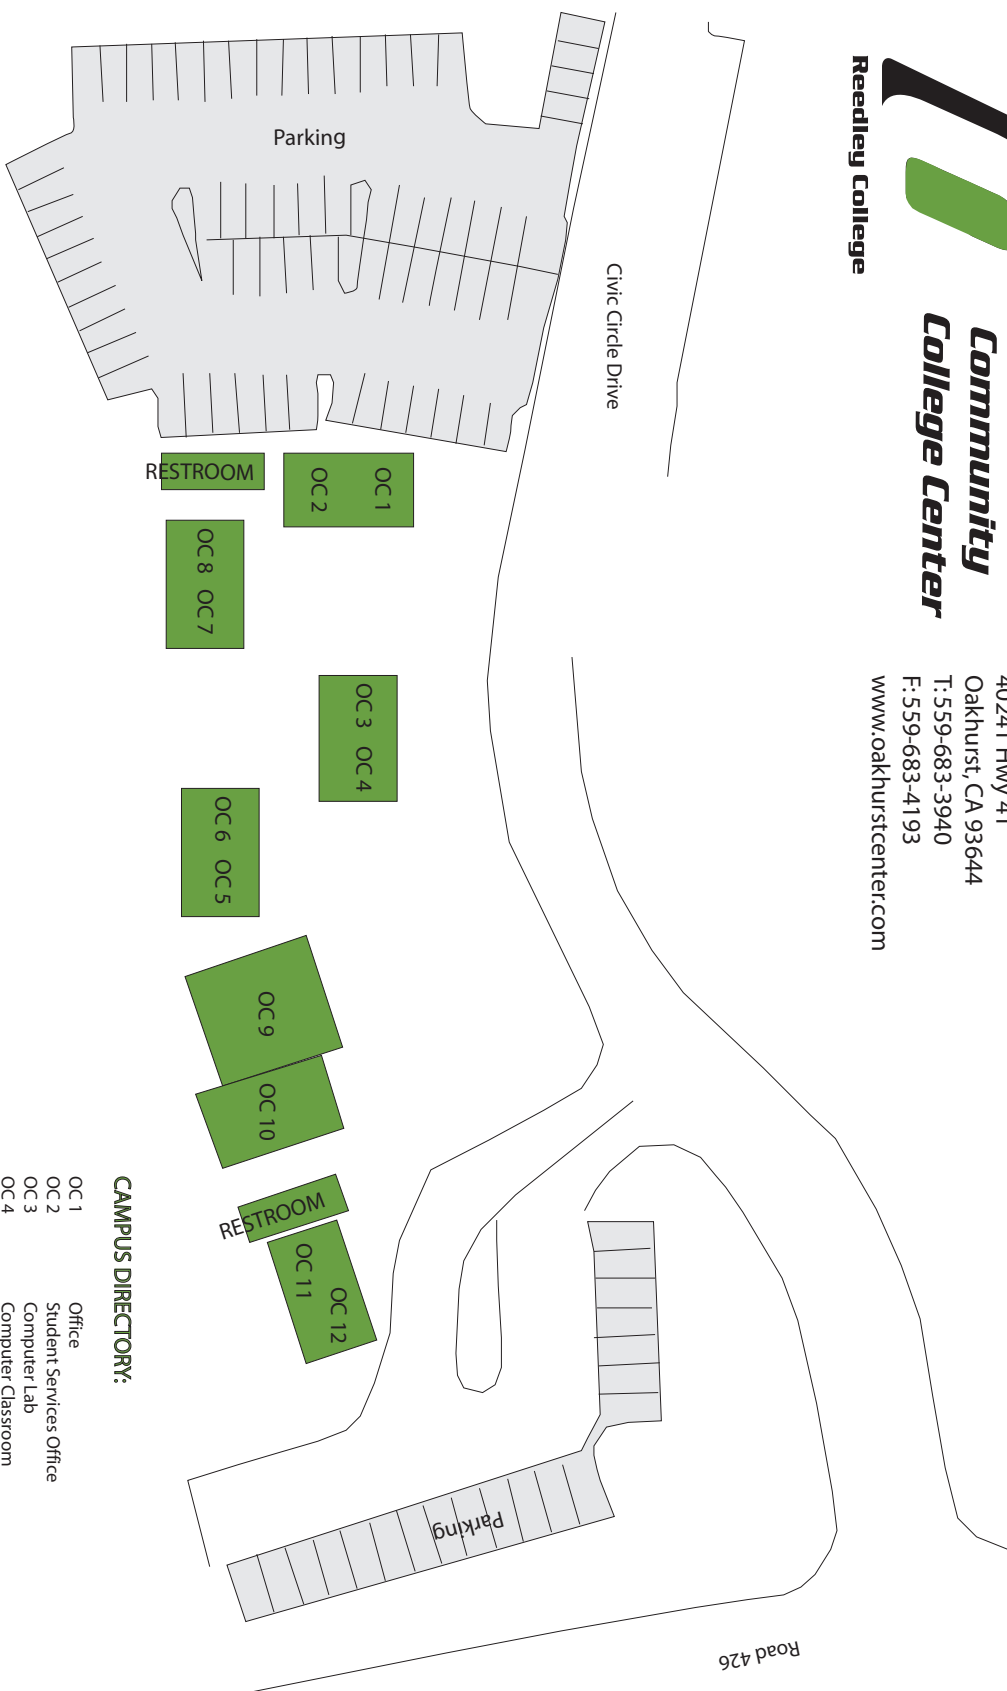 Reedley College
Community
College Center
40241 Hwy 41
Oakhurst, CA 93644
T: 559-683-3940
F: 559-683-4193
www.oakhurstcenter.com
Civic Circle Drive
Parking
RESTROOM
OC 1
OC 2
OC 8 OC 7
OC 3 OC 4
OC 6 OC 5
OC 9
OC 10
RESTROOM
OC 12
OC 11
Parking
Road 426
CAMPUS DIRECTORY:
OC 1 Office
OC 2 Student Services Office
OC 3 Computer Lab
OC 4 Computer Classroom